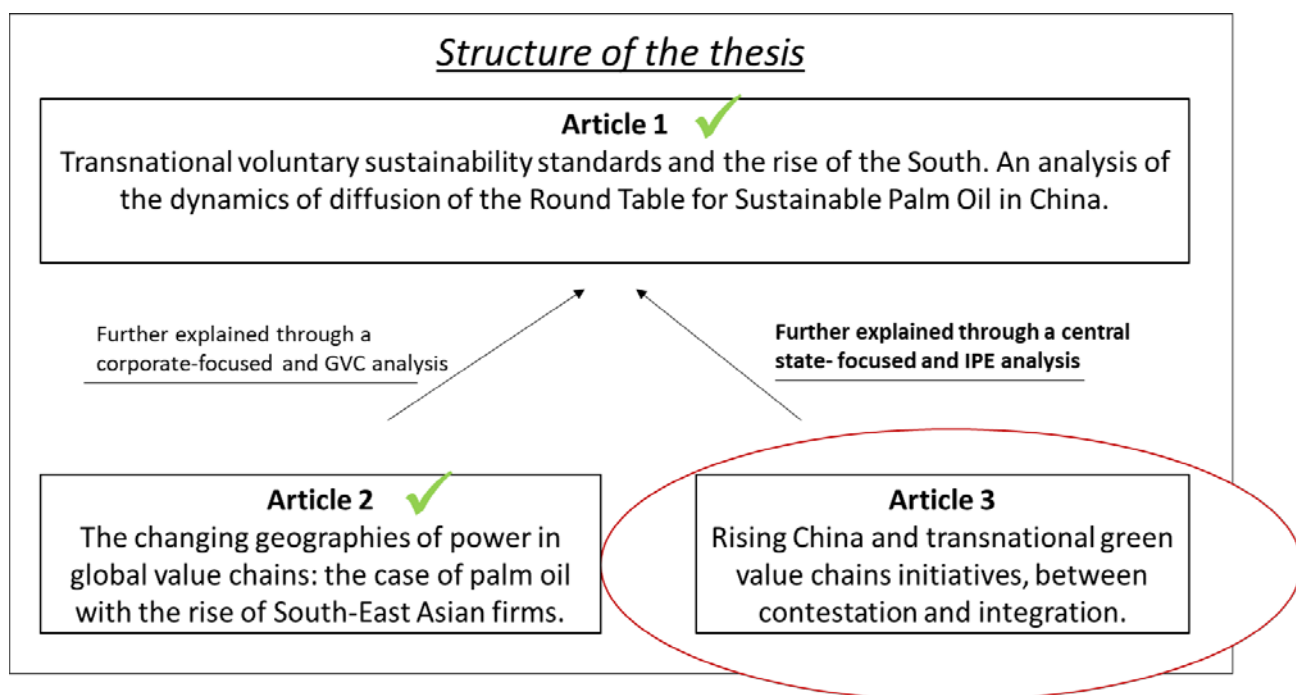 Structure of the thesis
Article 1
Transnational voluntary sustainability standards and the rise of the South. An analysis of
the dynamics of diffusion of the Round Table for Sustainable Palm Oil in China.
Further explained through a
corporate-focused and GVC analysis
Further explained through a central
state- focused and IPE analysis
Article 2
The changing geographies of power in
global value chains: the case of palm oil
with the rise of South-East Asian firms.
Article 3
Rising China and transnational green
value chains initiatives, between
contestation and integration.